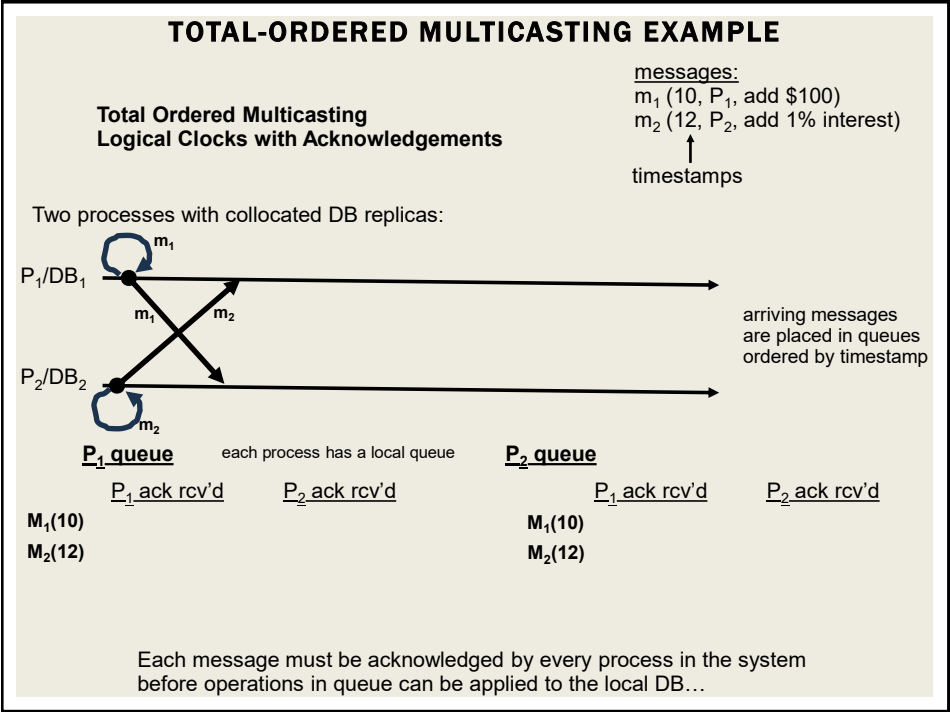 TOTAL-ORDERED MULTICASTING EXAMPLE
messages:
m₁ (10, P₁, add $100)
m₂ (12, P₂, add 1% interest)
timestamps
Total Ordered Multicasting
Logical Clocks with Acknowledgements
Two processes with collocated DB replicas:
m₁
P₁/DB₁
m₁
m₂
arriving messages
are placed in queues
ordered by timestamp
P₂/DB₂
m₂
P₁ queue
each process has a local queue
P₂ queue
P₁ ack rcv’d
P₂ ack rcv’d
P₁ ack rcv’d
P₂ ack rcv’d
M₁(10)
M₁(10)
M₂(12)
M₂(12)
Each message must be acknowledged by every process in the system
before operations in queue can be applied to the local DB…